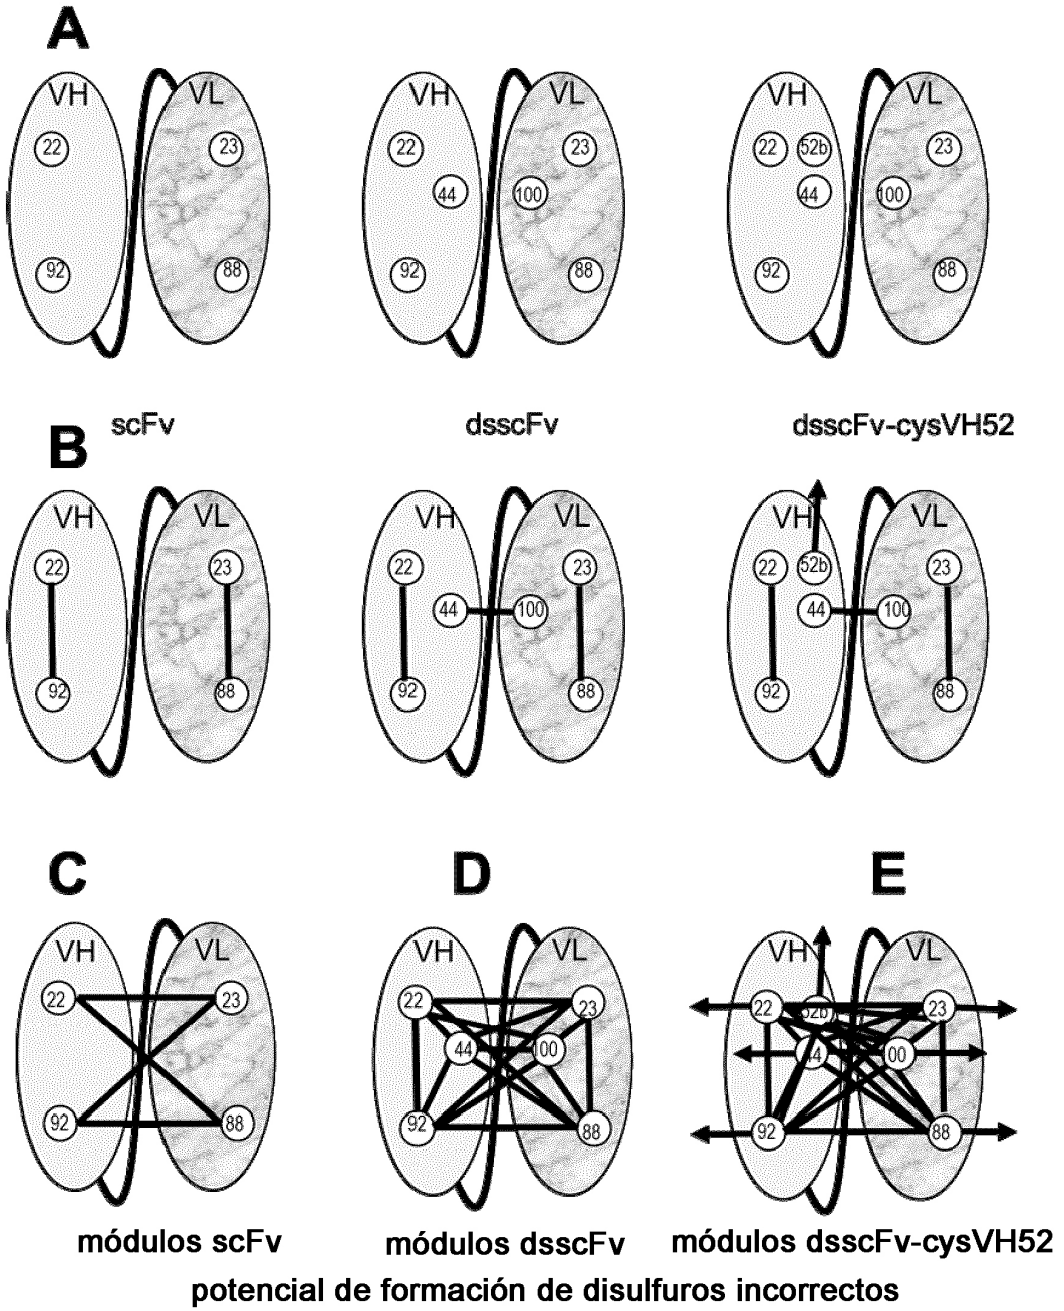 A
VH VL VH VL VH VL
22 23 22 23 22 52b 23
44 100 44 100
92 88 92 88 92 88
scFv dsscFv dsscFv-cysVH52
B
VH VL VH VL VH VL
22 23 22 23 22 52b 23
44 100 44 100
92 88 92 88 92 88
C D E
VH VL VH VL VH VL
22 23 22 23 22 52b 23
44 00 44 00
92 88 92 88 92 88
módulos scFv módulos dsscFv módulos dsscFv-cysVH52
potencial de formación de disulfuros incorrectos